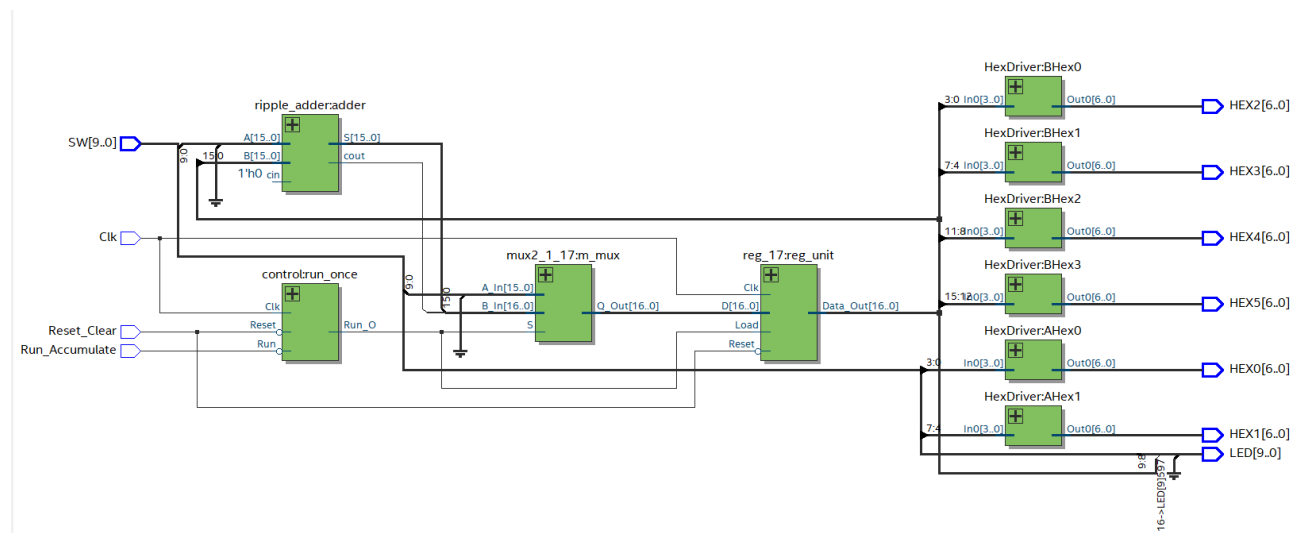 SW[9..0]
Clk
Reset_Clear
Run_Accumulate
ripple_adder:adder
9:0
15:0
A[15..0]
B[15..0]
1'h0 cin
S[15..0]
cout
control:run_once
Clk
Reset
Run
Run_O
mux2_1_17:m_mux
9:0
15:0
A_In[15..0]
B_In[16..0]
S
Q_Out[16..0]
reg_17:reg_unit
Clk
D[16..0]
Load
Reset
Data_Out[16..0]
HexDriver:BHex0
3:0 In0[3..0] Out0[6..0] HEX2[6..0]
HexDriver:BHex1
7:4 In0[3..0] Out0[6..0] HEX3[6..0]
HexDriver:BHex2
11:8 In0[3..0] Out0[6..0] HEX4[6..0]
HexDriver:BHex3
15:12 In0[3..0] Out0[6..0] HEX5[6..0]
HexDriver:AHex0
3:0 In0[3..0] Out0[6..0] HEX0[6..0]
HexDriver:AHex1
7:4 In0[3..0] Out0[6..0] HEX1[6..0]
LED[9..0]
9:8